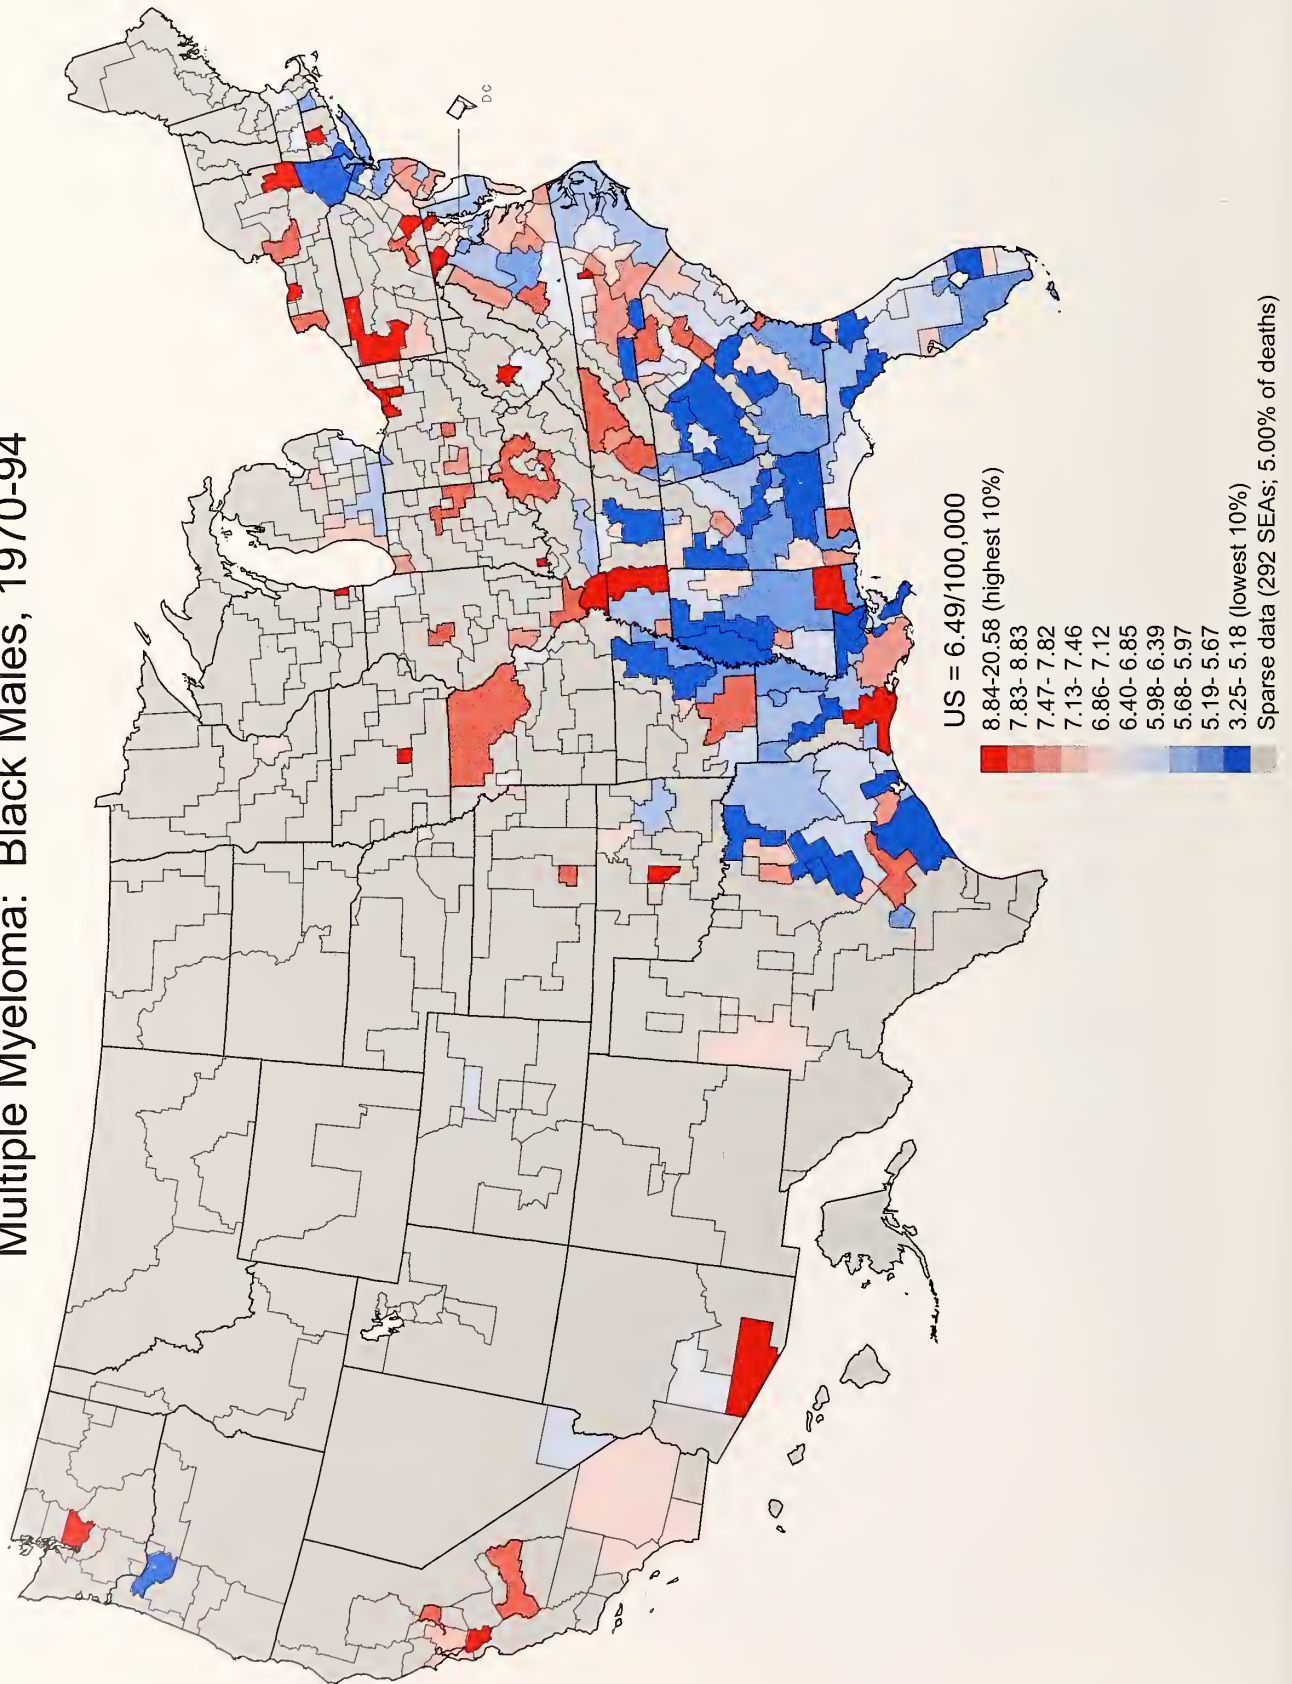 Multiple Myeloma: Black Males, 1970-94
DC
US = 6.49/100,000
8.84-20.58 (highest 10%)
7.83- 8.83
7.47- 7.82
7.13- 7.46
6.86- 7.12
6.40- 6.85
5.98- 6.39
5.68- 5.97
5.19- 5.67
3.25- 5.18 (lowest 10%)
Sparse data (292 SEAs; 5.00% of deaths)